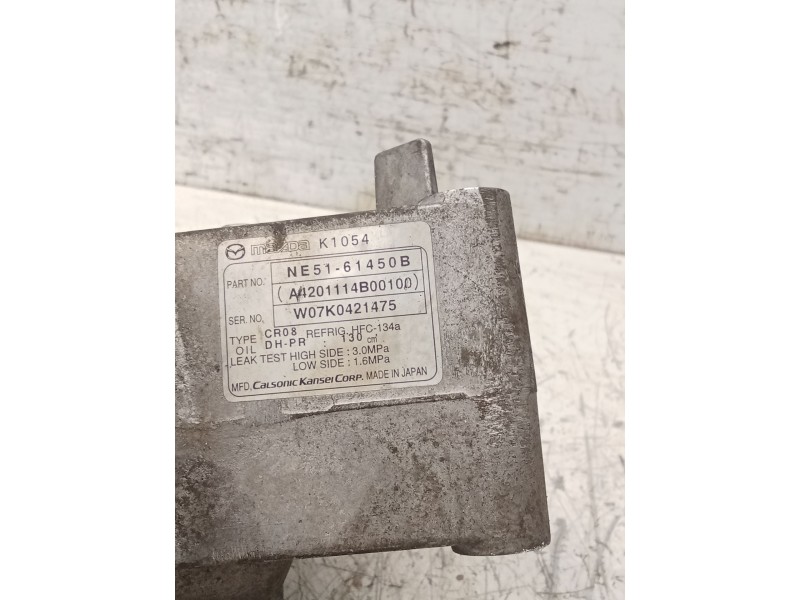 mazda K1054
PART NO. NE51-61450B
(A4201114B00100)
SER. NO. W07K0421475
TYPE CR08 REFRIG. HFC-134a
OIL DH-PR : 130 cm³
LEAK TEST HIGH SIDE : 3.0MPa
LOW SIDE : 1.6MPa
MFD. CALSONIC KANSEI CORP. MADE IN JAPAN